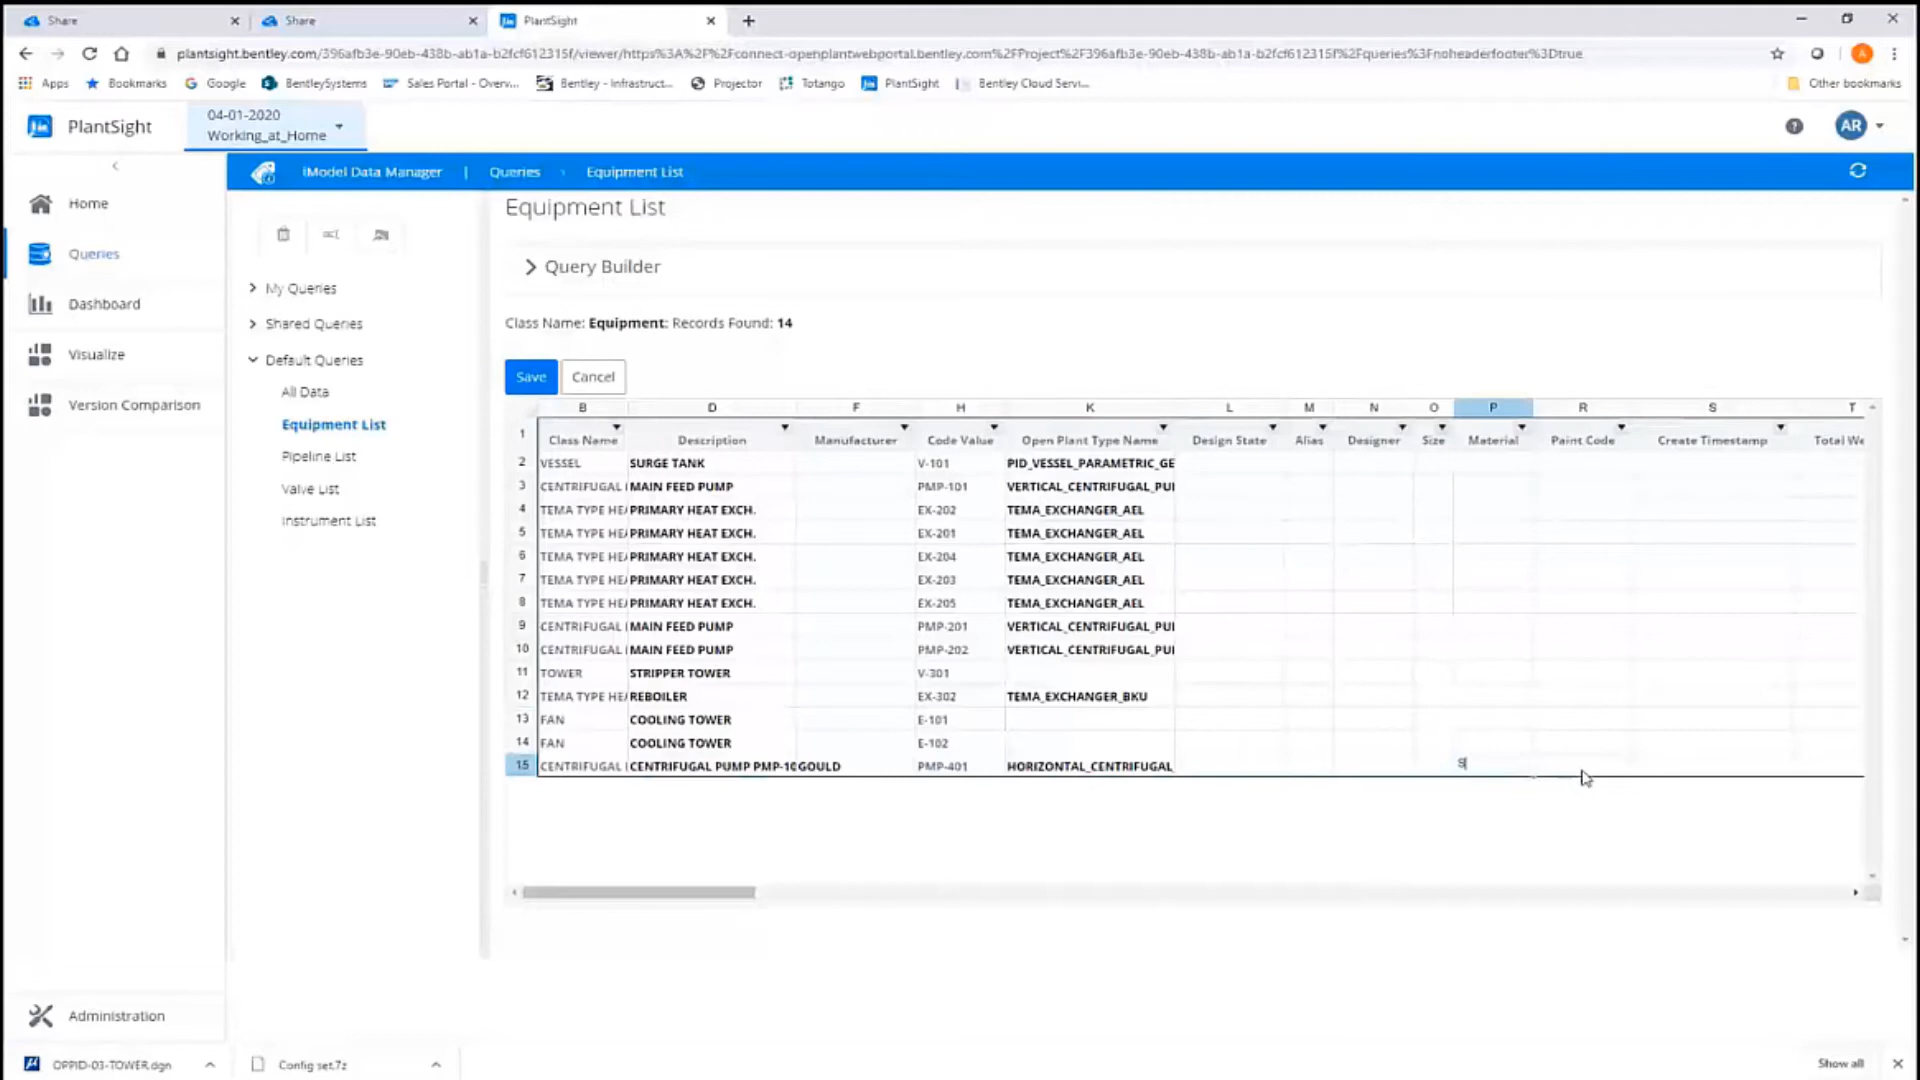 Share
Share
PlantSight
plantsight.bentley.com/396afb3e-90eb-438b-ab1a-b2fcf612315f/viewer/https%3A%2F%2Fconnect-openplantwebportal.bentley.com%2FProject%2F396afb3e-90eb-438b-ab1a-b2fcf612315f%2Fqueries%3Fnoheaderfooter%3Dtrue
Apps Bookmarks Google BentleySystems Sales Portal - Overv... Bentley - Infrastruct... Projector Totango PlantSight Bentley Cloud Servi... Other bookmarks
PlantSight
04-01-2020
Working_at_Home
AR
iModel Data Manager | Queries › Equipment List
Home
Queries
Dashboard
Visualize
Version Comparison
Administration
My Queries
Shared Queries
Default Queries
All Data
Equipment List
Pipeline List
Valve List
Instrument List
Equipment List
Query Builder
Class Name: Equipment: Records Found: 14
Save Cancel
B D F H K L M N O P R S T
1 Class Name Description Manufacturer Code Value Open Plant Type Name Design State Alias Designer Size Material Paint Code Create Timestamp Total We
2 VESSEL SURGE TANK V-101 PID_VESSEL_PARAMETRIC_GE
3 CENTRIFUGAL MAIN FEED PUMP PMP-101 VERTICAL_CENTRIFUGAL_PU
4 TEMA TYPE HE PRIMARY HEAT EXCH. EX-202 TEMA_EXCHANGER_AEL
5 TEMA TYPE HE PRIMARY HEAT EXCH. EX-201 TEMA_EXCHANGER_AEL
6 TEMA TYPE HE PRIMARY HEAT EXCH. EX-204 TEMA_EXCHANGER_AEL
7 TEMA TYPE HE PRIMARY HEAT EXCH. EX-203 TEMA_EXCHANGER_AEL
8 TEMA TYPE HE PRIMARY HEAT EXCH. EX-205 TEMA_EXCHANGER_AEL
9 CENTRIFUGAL MAIN FEED PUMP PMP-201 VERTICAL_CENTRIFUGAL_PU
10 CENTRIFUGAL MAIN FEED PUMP PMP-202 VERTICAL_CENTRIFUGAL_PU
11 TOWER STRIPPER TOWER V-301
12 TEMA TYPE HE REBOILER EX-302 TEMA_EXCHANGER_BKU
13 FAN COOLING TOWER E-101
14 FAN COOLING TOWER E-102
15 CENTRIFUGAL CENTRIFUGAL PUMP PMP-10 GOULD PMP-401 HORIZONTAL_CENTRIFUGAL_ S
OPPID-03-TOWER.dgn
Config set.7z
Show all